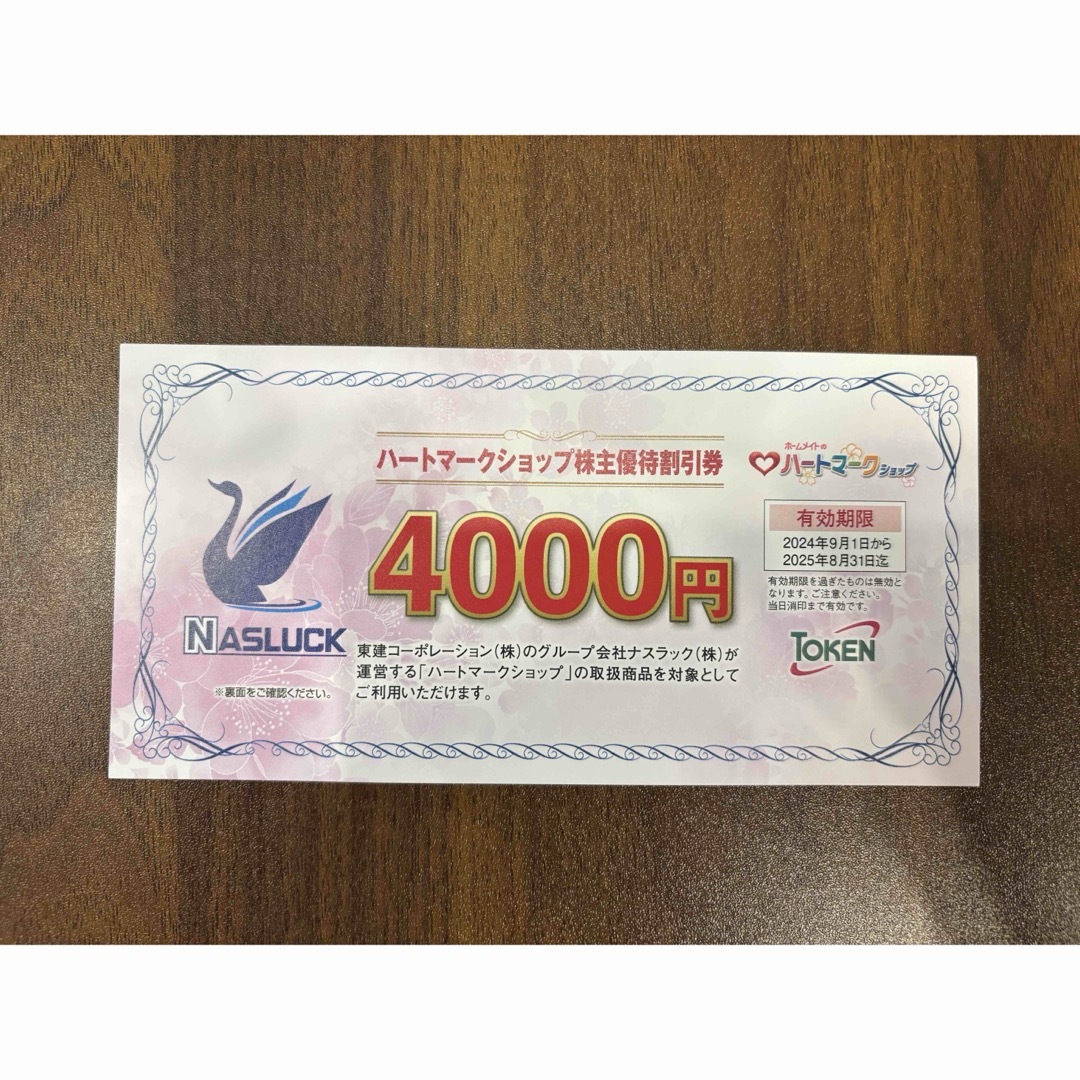 ハートマークショップ株主優待割引券
ホームメイトの
ハートマークショップ
4000円
有効期限
2024年9月1日から
2025年8月31日迄
有効期限を過ぎたものは無効と
なります。ご注意ください。
当日消印まで有効です。
NASLUCK
※裏面をご確認ください。
東建コーポレーション(株)のグループ会社ナスラック(株)が
運営する「ハートマークショップ」の取扱商品を対象として
ご利用いただけます。
TOKEN